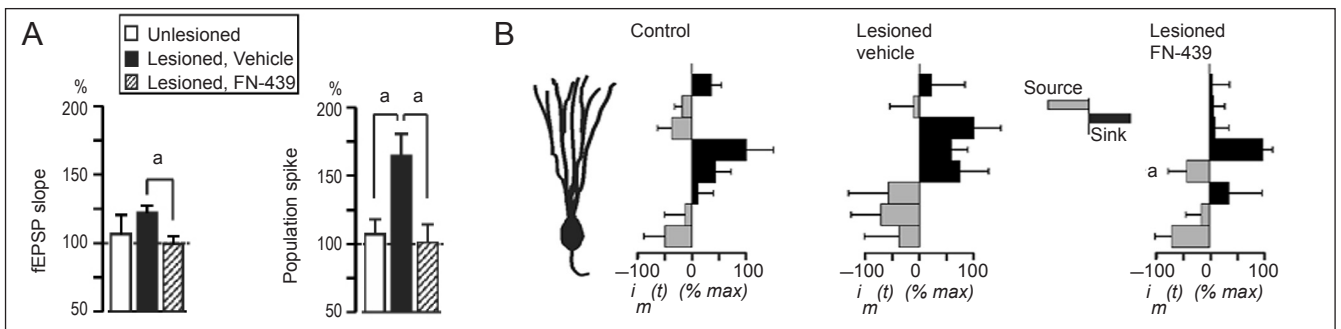 A
Unlesioned
Lesioned, Vehicle
Lesioned, FN-439
%
200
150
100
50
fEPSP slope
a
%
200
150
100
50
Population spike
a a
B
Control
–100 0 100
i m (t) (% max)
Lesioned
vehicle
–100 0 100
i m (t) (% max)
Source
Sink
Lesioned
FN-439
a
–100 0 100
i m (t) (% max)